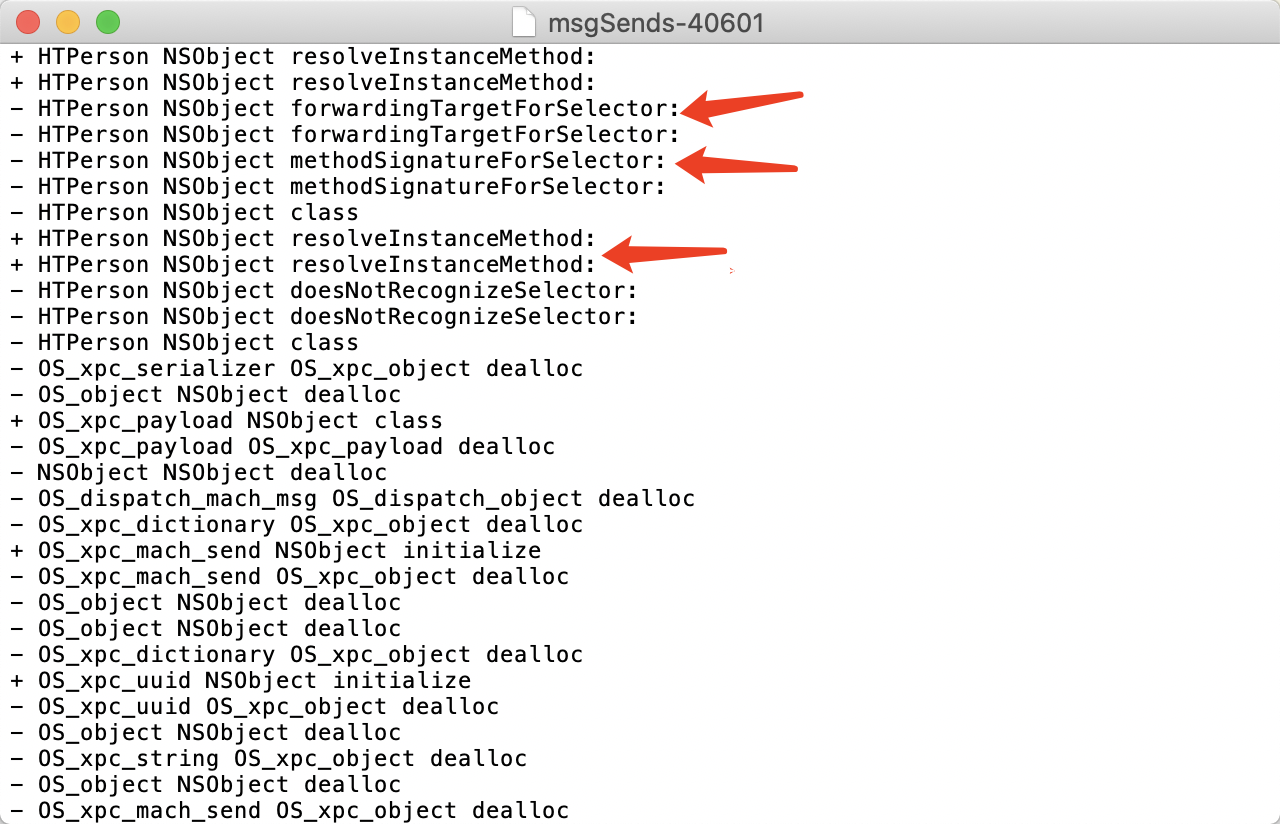 msgSends-40601
+ HTPerson NSObject resolveInstanceMethod:
+ HTPerson NSObject resolveInstanceMethod:
- HTPerson NSObject forwardingTargetForSelector:
- HTPerson NSObject forwardingTargetForSelector:
- HTPerson NSObject methodSignatureForSelector:
- HTPerson NSObject methodSignatureForSelector:
- HTPerson NSObject class
+ HTPerson NSObject resolveInstanceMethod:
+ HTPerson NSObject resolveInstanceMethod:
- HTPerson NSObject doesNotRecognizeSelector:
- HTPerson NSObject doesNotRecognizeSelector:
- HTPerson NSObject class
- OS_xpc_serializer OS_xpc_object dealloc
- OS_object NSObject dealloc
+ OS_xpc_payload NSObject class
- OS_xpc_payload OS_xpc_payload dealloc
- NSObject NSObject dealloc
- OS_dispatch_mach_msg OS_dispatch_object dealloc
- OS_xpc_dictionary OS_xpc_object dealloc
+ OS_xpc_mach_send NSObject initialize
- OS_xpc_mach_send OS_xpc_object dealloc
- OS_object NSObject dealloc
- OS_object NSObject dealloc
- OS_xpc_dictionary OS_xpc_object dealloc
+ OS_xpc_uuid NSObject initialize
- OS_xpc_uuid OS_xpc_object dealloc
- OS_object NSObject dealloc
- OS_xpc_string OS_xpc_object dealloc
- OS_object NSObject dealloc
- OS_xpc_mach_send OS_xpc_object dealloc